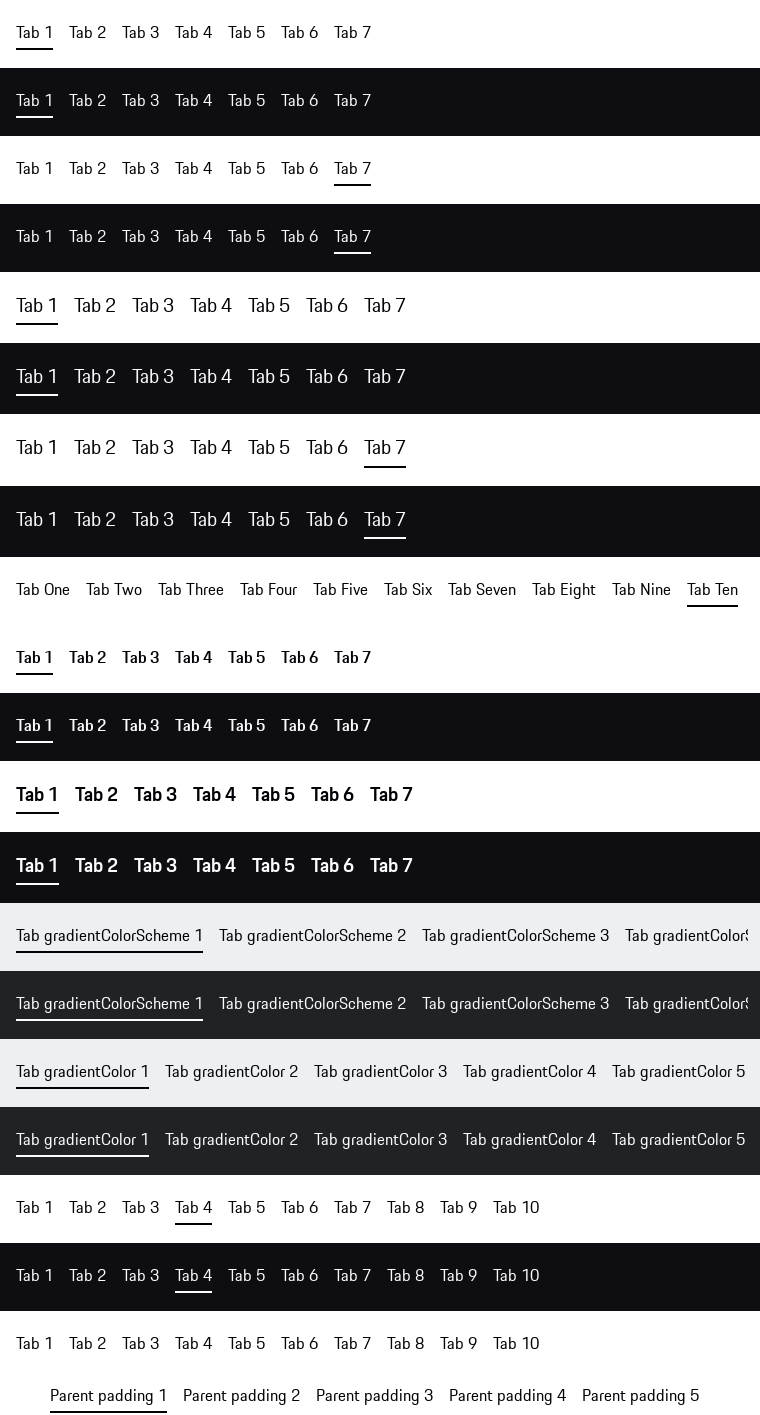 Tab 1 Tab 2 Tab 3 Tab 4 Tab 5 Tab 6 Tab 7
Tab 1 Tab 2 Tab 3 Tab 4 Tab 5 Tab 6 Tab 7
Tab 1 Tab 2 Tab 3 Tab 4 Tab 5 Tab 6 Tab 7
Tab 1 Tab 2 Tab 3 Tab 4 Tab 5 Tab 6 Tab 7
Tab 1 Tab 2 Tab 3 Tab 4 Tab 5 Tab 6 Tab 7
Tab 1 Tab 2 Tab 3 Tab 4 Tab 5 Tab 6 Tab 7
Tab 1 Tab 2 Tab 3 Tab 4 Tab 5 Tab 6 Tab 7
Tab 1 Tab 2 Tab 3 Tab 4 Tab 5 Tab 6 Tab 7
Tab One Tab Two Tab Three Tab Four Tab Five Tab Six Tab Seven Tab Eight Tab Nine Tab Ten
Tab 1 Tab 2 Tab 3 Tab 4 Tab 5 Tab 6 Tab 7
Tab 1 Tab 2 Tab 3 Tab 4 Tab 5 Tab 6 Tab 7
Tab 1 Tab 2 Tab 3 Tab 4 Tab 5 Tab 6 Tab 7
Tab 1 Tab 2 Tab 3 Tab 4 Tab 5 Tab 6 Tab 7
Tab gradientColorScheme 1 Tab gradientColorScheme 2 Tab gradientColorScheme 3 Tab gradientColorS
Tab gradientColorScheme 1 Tab gradientColorScheme 2 Tab gradientColorScheme 3 Tab gradientColorS
Tab gradientColor 1 Tab gradientColor 2 Tab gradientColor 3 Tab gradientColor 4 Tab gradientColor 5
Tab gradientColor 1 Tab gradientColor 2 Tab gradientColor 3 Tab gradientColor 4 Tab gradientColor 5
Tab 1 Tab 2 Tab 3 Tab 4 Tab 5 Tab 6 Tab 7 Tab 8 Tab 9 Tab 10
Tab 1 Tab 2 Tab 3 Tab 4 Tab 5 Tab 6 Tab 7 Tab 8 Tab 9 Tab 10
Tab 1 Tab 2 Tab 3 Tab 4 Tab 5 Tab 6 Tab 7 Tab 8 Tab 9 Tab 10
Parent padding 1 Parent padding 2 Parent padding 3 Parent padding 4 Parent padding 5